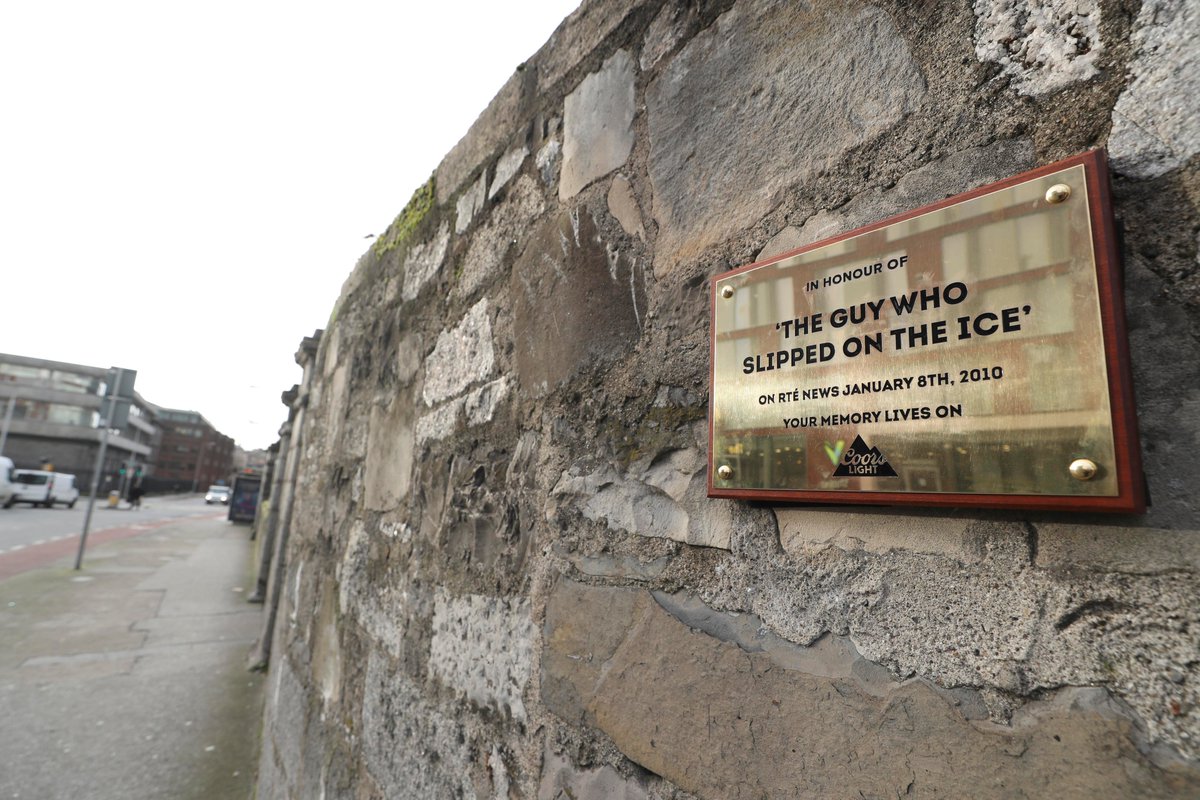 IN HONOUR OF
‘THE GUY WHO
SLIPPED ON THE ICE’
ON RTÉ NEWS JANUARY 8TH, 2010
YOUR MEMORY LIVES ON
Coors
LIGHT